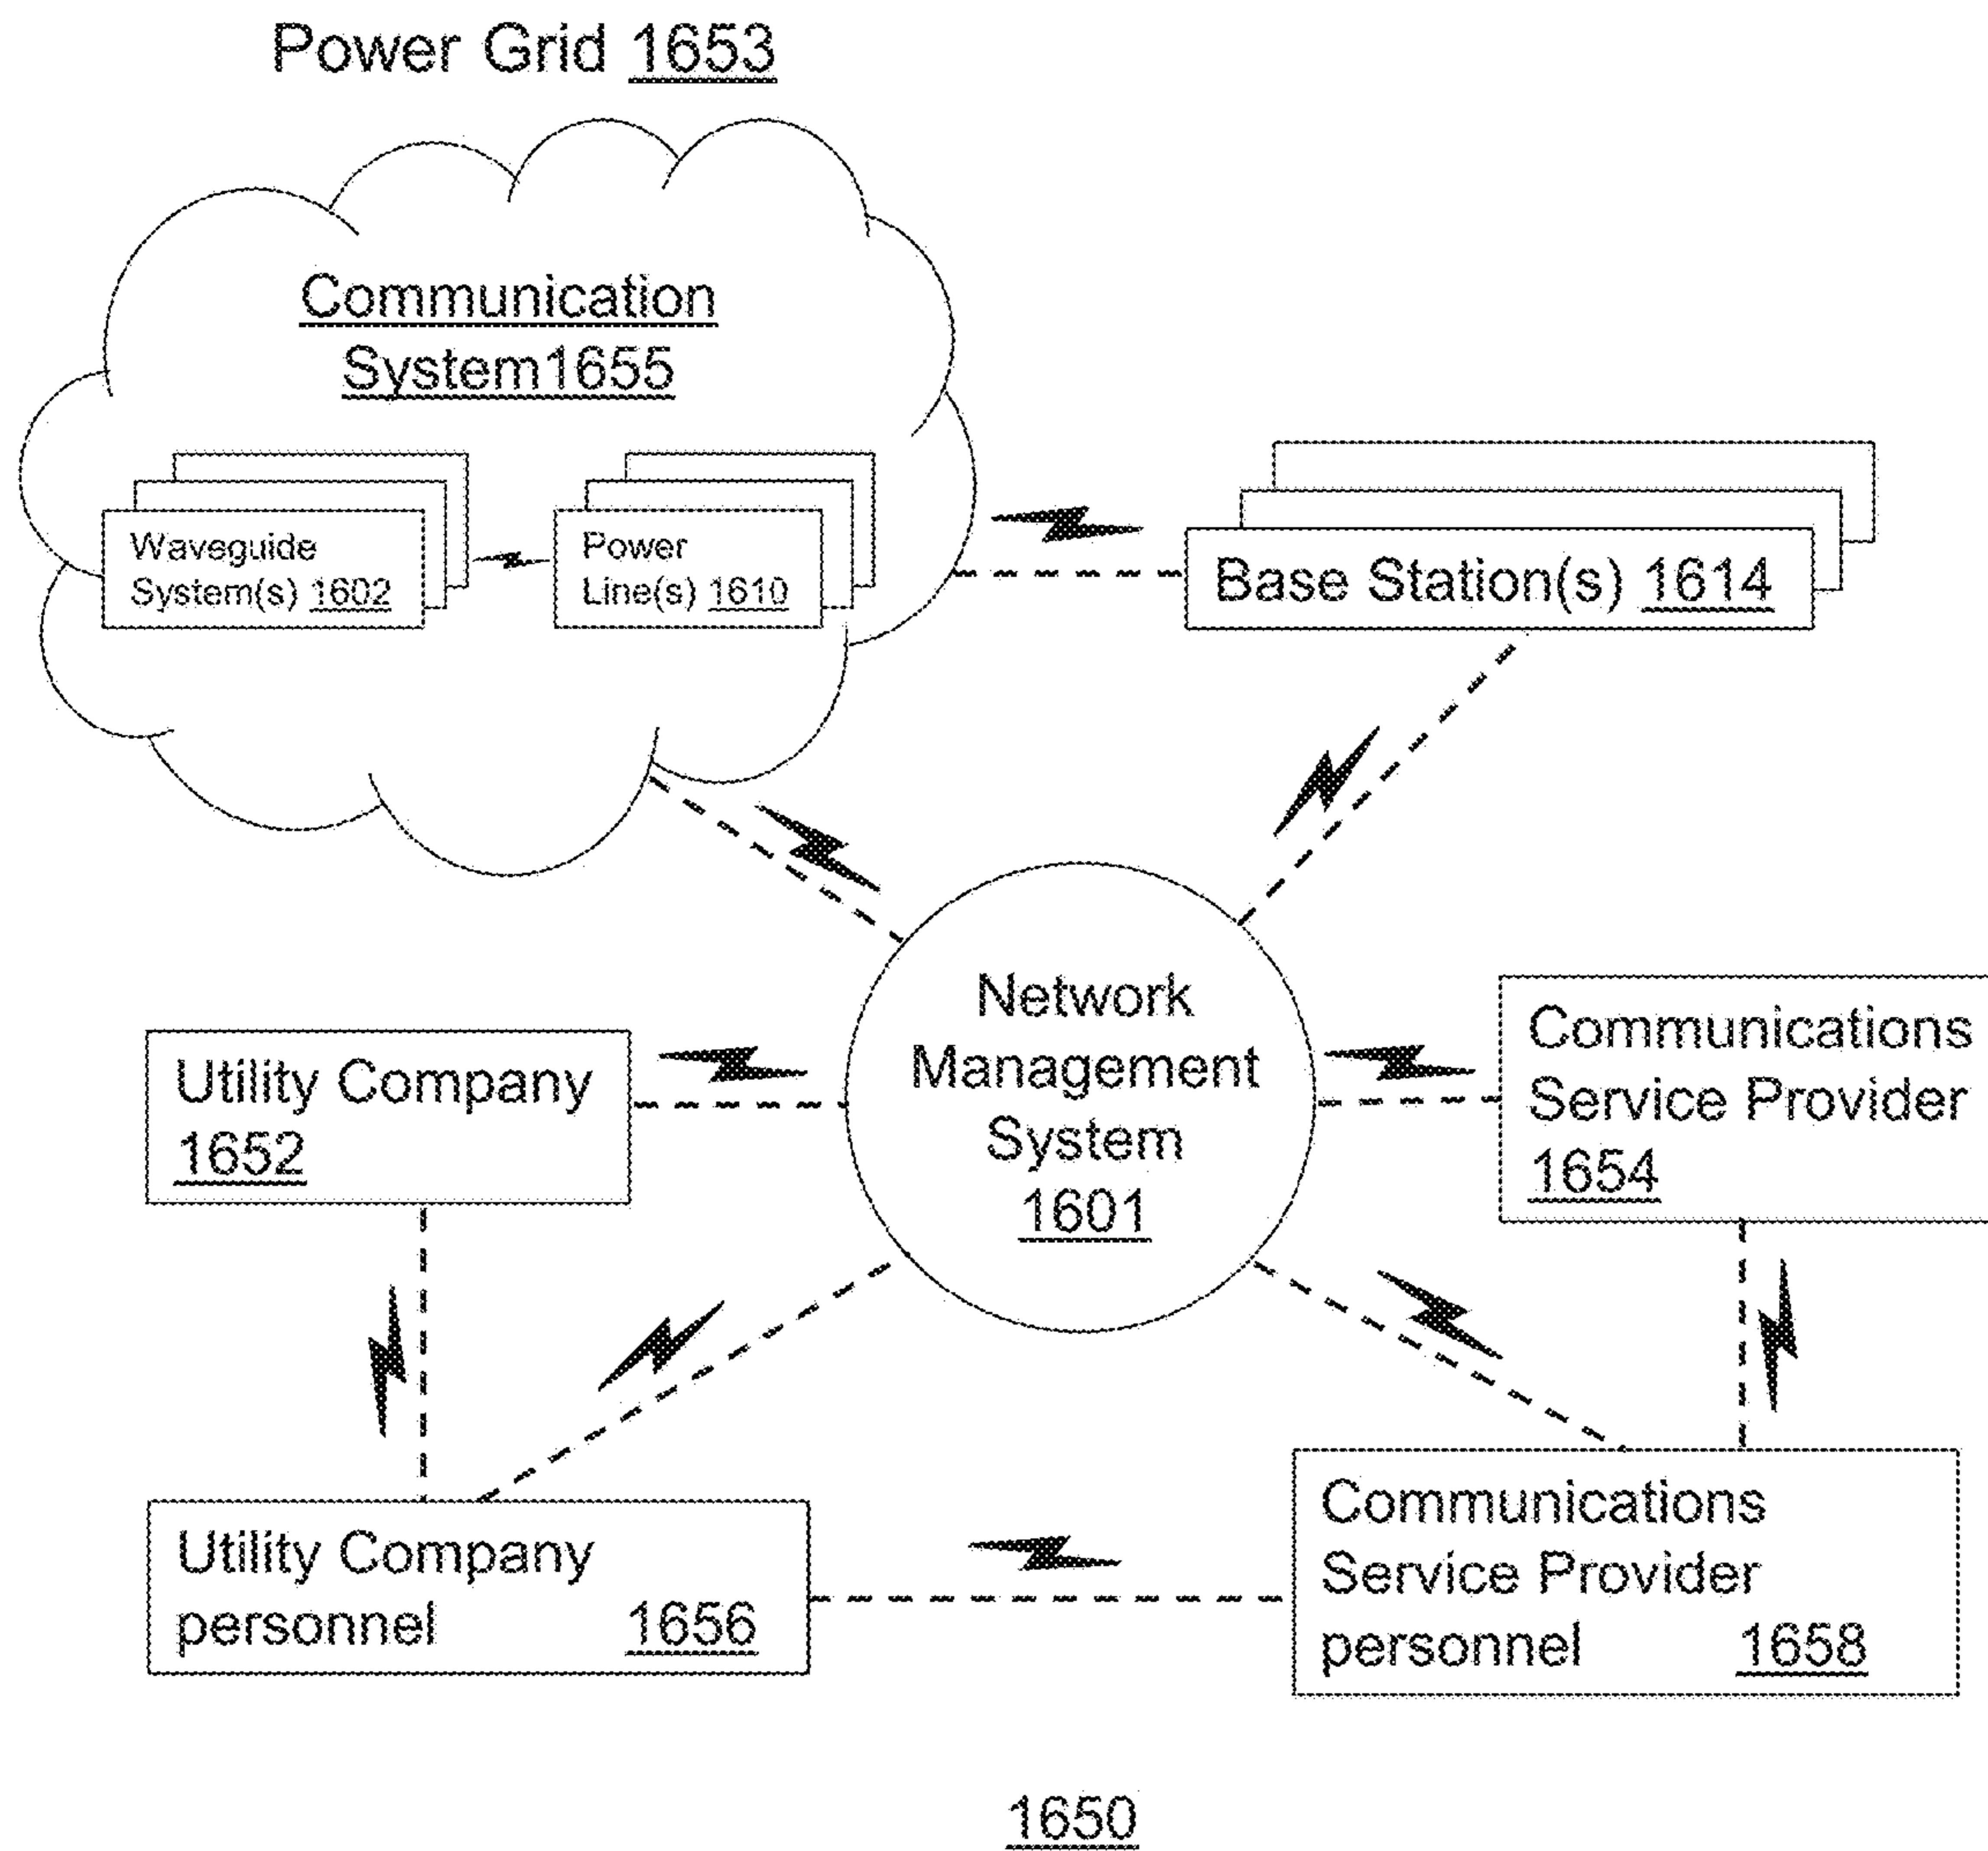 Power Grid 1653
Communication
System1655
Waveguide
System(s) 1602
Power
Line(s) 1610
Base Station(s) 1614
Network
Management
System
1601
Utility Company
1652
Communications
Service Provider
1654
Utility Company
personnel 1656
Communications
Service Provider
personnel 1658
1650